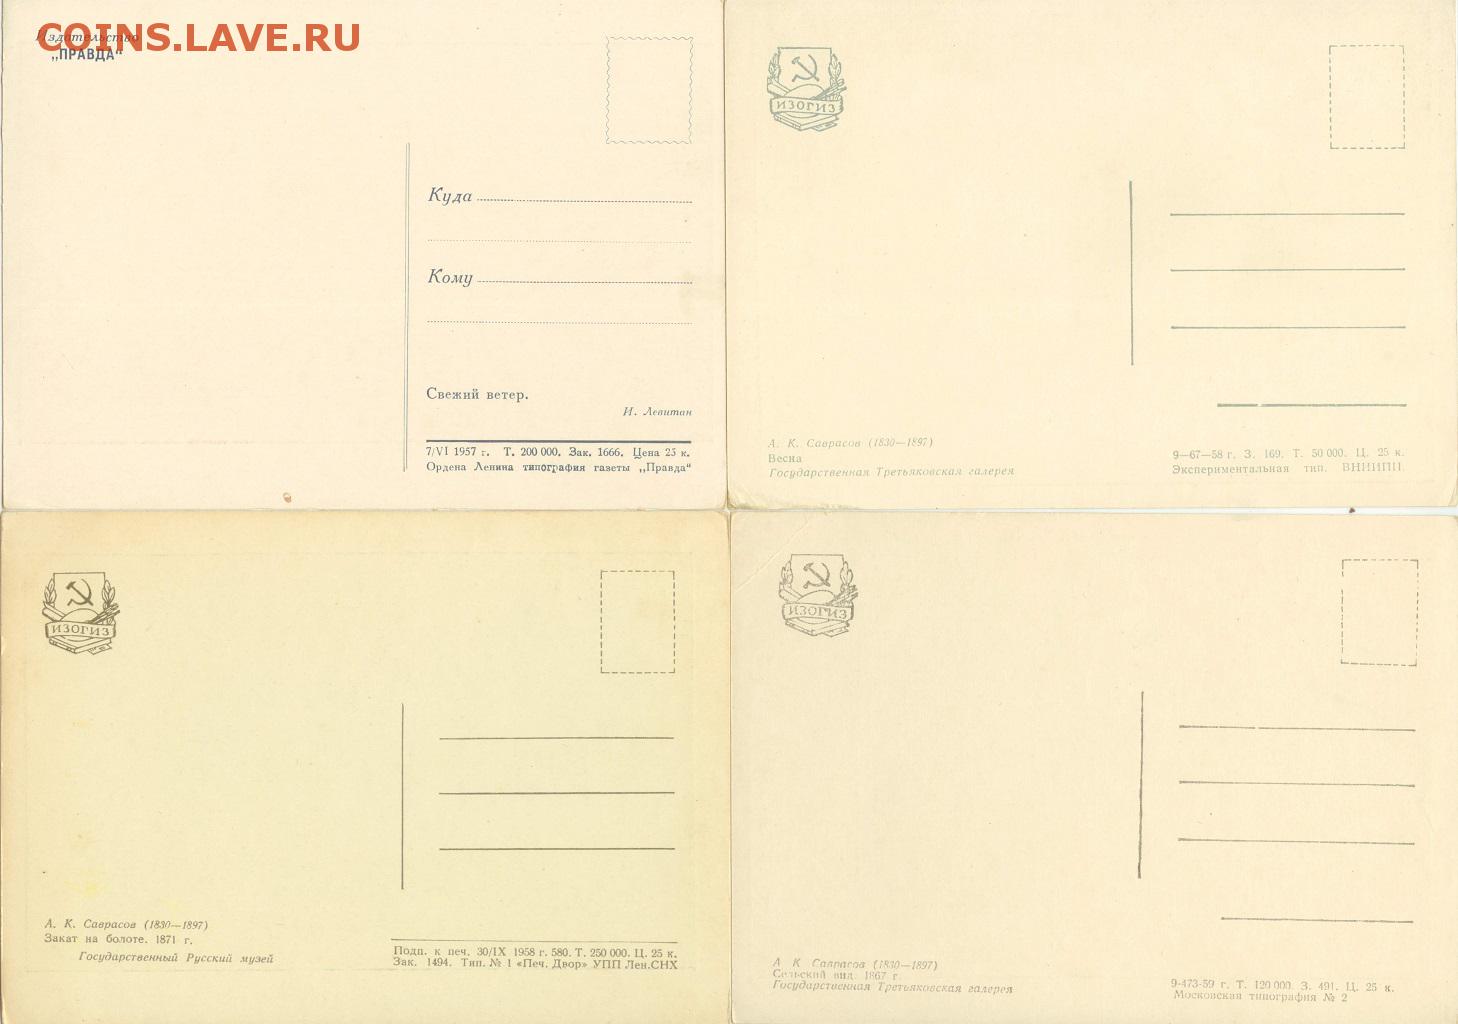 COINS.LAVE.RU
Издательство
„ПРАВДА“
Куда
Кому
Свежий ветер.
И. Левитан
7/VI 1957 г. Т. 200 000. Зак. 1666. Цена 25 к.
Ордена Ленина типография газеты „Правда“
ИЗОГИЗ
А. К. Саврасов (1830—1897)
Весна
Государственная Третьяковская галерея
9—67—58 г. З. 169. Т. 50 000. Ц. 25 к.
Экспериментальная тип. ВНИИПП.
ИЗОГИЗ
А. К. Саврасов (1830—1897)
Закат на болоте. 1871 г.
Государственный Русский музей
Подп. к печ. 30/IX 1958 г. 580. Т. 250 000. Ц. 25 к.
Зак. 1494. Тип. № 1 «Печ. Двор» УПП Лен.СНХ
ИЗОГИЗ
А К Саврасов (1830—1897)
Сельский вид. 1867 г.
Государственная Третьяковская галерея
9-473-59 г. Т. 120 000. З. 491. Ц. 25 к.
Московская типография № 2